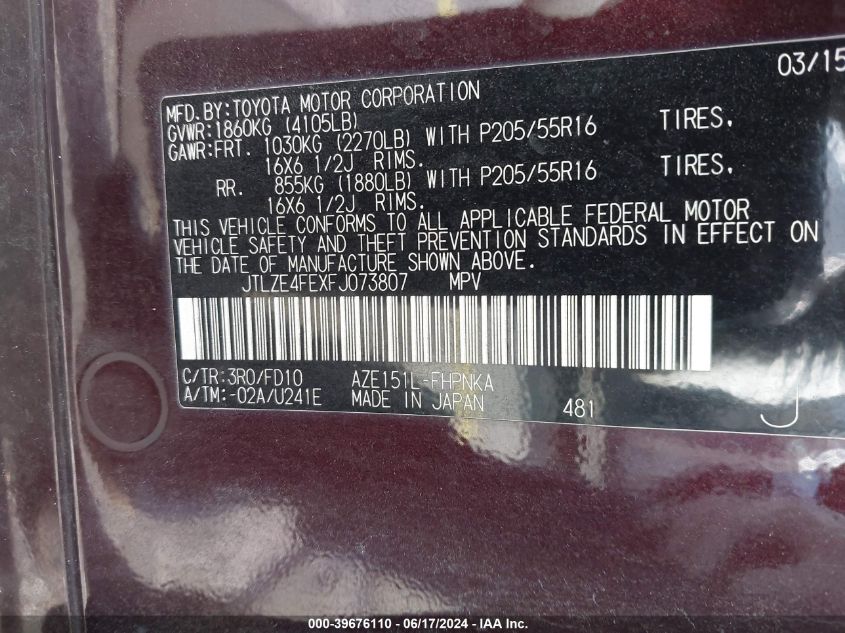 03/15
MFD.BY:TOYOTA MOTOR CORPORATION
GVWR:1860KG (4105LB)
GAWR:FRT. 1030KG (2270LB) WITH P205/55R16 TIRES,
16X6 1/2J RIMS.
RR. 855KG (1880LB) WITH P205/55R16 TIRES,
16X6 1/2J RIMS.
THIS VEHICLE CONFORMS TO ALL APPLICABLE FEDERAL MOTOR
VEHICLE SAFETY AND THEFT PREVENTION STANDARDS IN EFFECT ON
THE DATE OF MANUFACTURE SHOWN ABOVE.
JTLZE4FEXFJ073807 MPV
C/TR:3R0/FD10 AZE151L-FHPNKA
A/TM:-02A/U241E MADE IN JAPAN 481
J
000-39676110 - 06/17/2024 - IAA Inc.